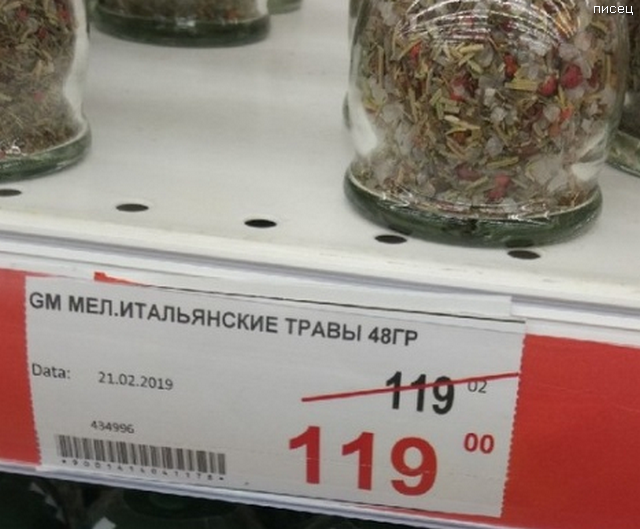 писец
GM МЕЛ.ИТАЛЬЯНСКИЕ ТРАВЫ 48ГР
Data: 21.02.2019
119 02
434996
119 00